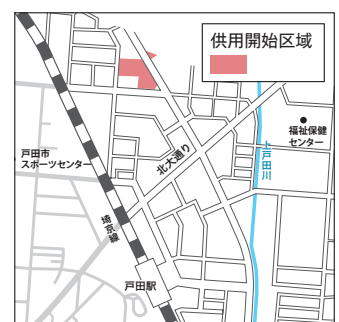 供用開始区域
福祉保健
センター
北大通り
上戸田川
戸田市
スポーツセンター
埼京線
戸田駅